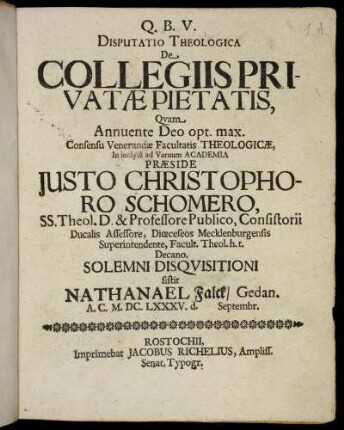 Q. B. V.
DISPUTATIO THEOLOGICA
De
COLLEGIIS PRI-
VATÆ PIETATIS,
Qvam
Annuente Deo opt. max.
Consensu Venerandæ Facultatis THEOLOGICÆ,
In inclytâ ad Varnum ACADEMIA
PRÆSIDE
JUSTO CHRISTOPHO-
RO SCHOMERO,
SS. Theol. D. & Professore Publico, Consistorii
Ducalis Assessore, Diœceseos Mecklenburgensis
Superintendente, Facult. Theol. h. t.
Decano.
SOLEMNI DISQVISITIONI
sistit
NATHANAEL Falck/ Gedan.
A. C. M. DC. LXXXV. d. Septembr.
ROSTOCHII,
Imprimebat JACOBUS RICHELIUS, Ampliss.
Senat. Typogr.